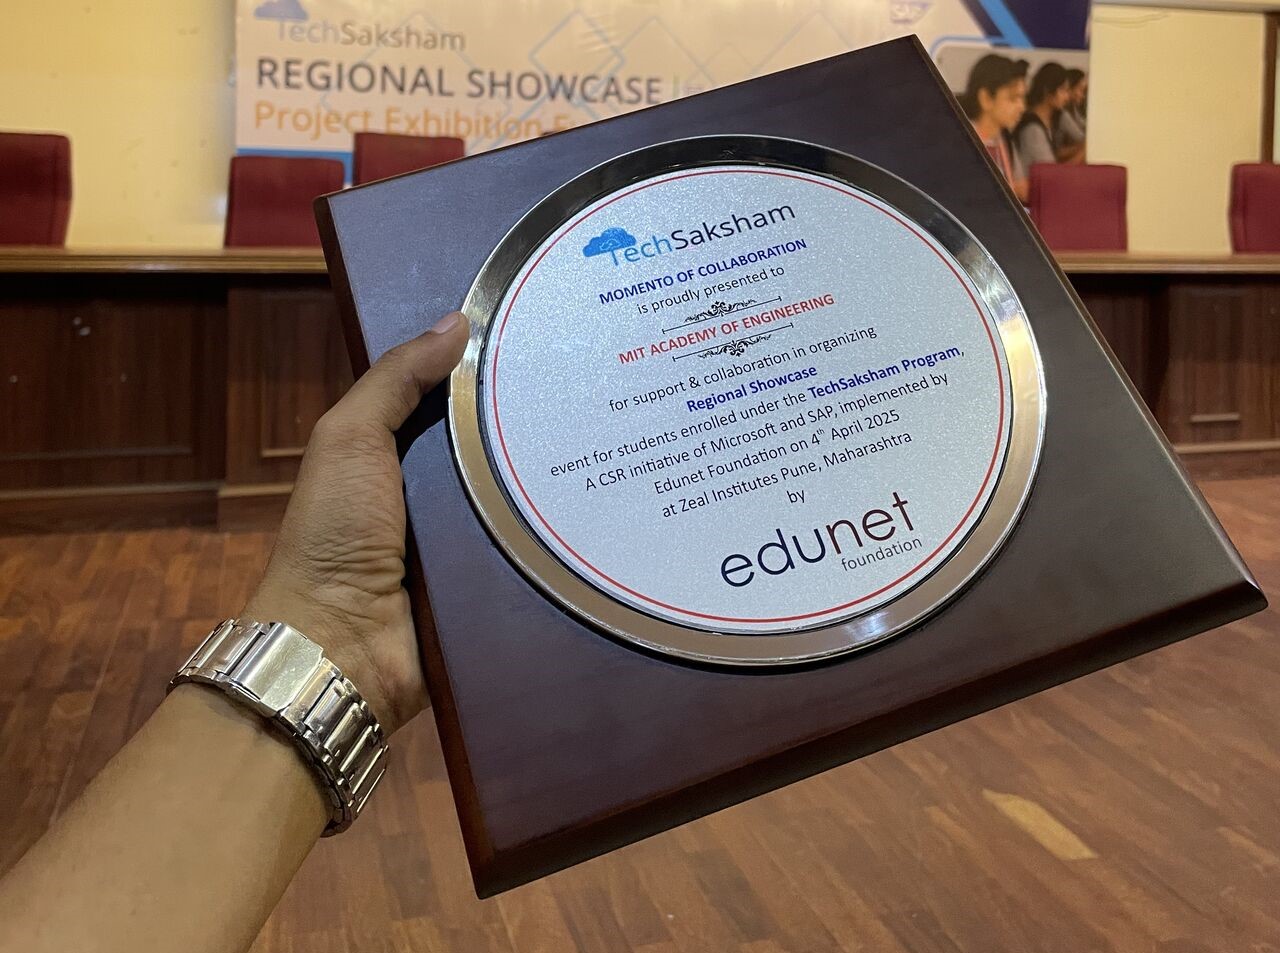 TechSaksham
REGIONAL SHOWCASE
Project Exhibition
SAP
TechSaksham
MOMENTO OF COLLABORATION
is proudly presented to
MIT ACADEMY OF ENGINEERING
for support & collaboration in organizing
Regional Showcase
event for students enrolled under the TechSaksham Program,
A CSR initiative of Microsoft and SAP, implemented by
Edunet Foundation on 4th April 2025
at Zeal Institutes Pune, Maharashtra
by
edunet
foundation